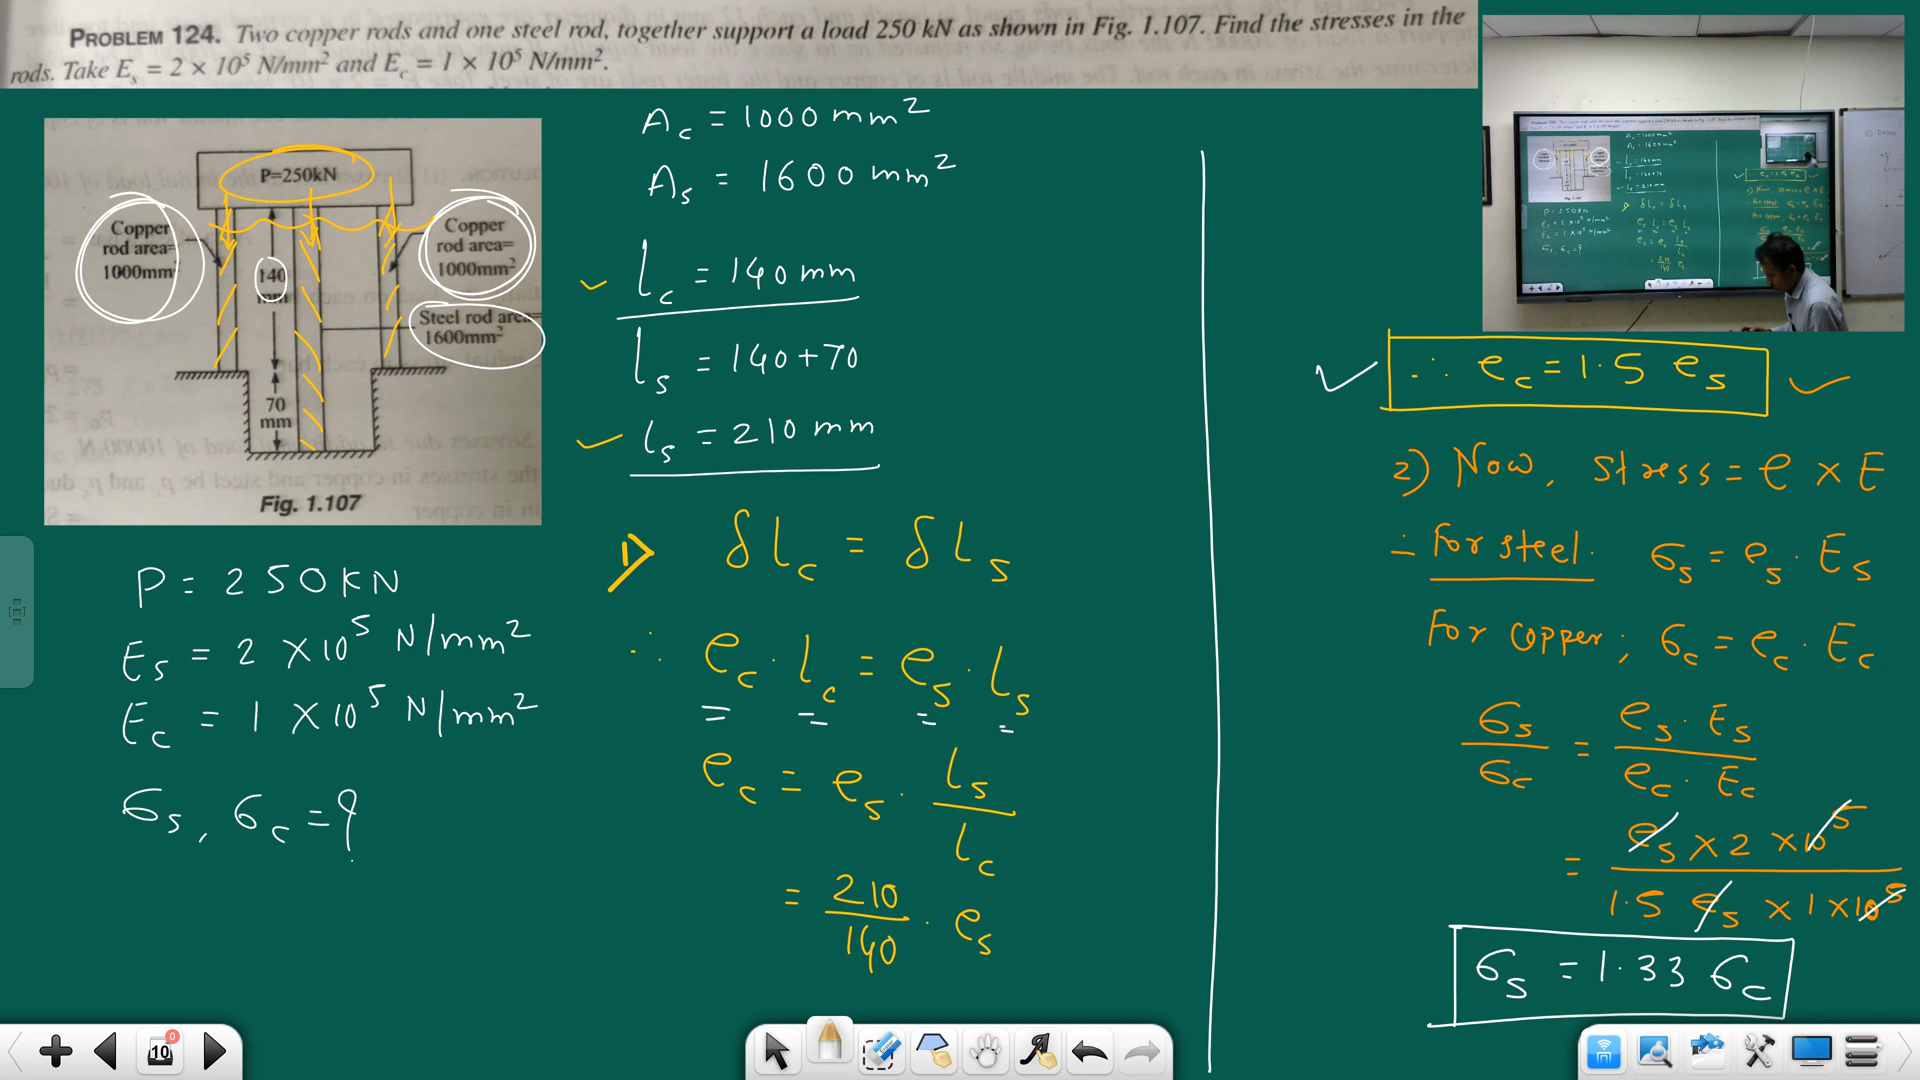 PROBLEM 124. Two copper rods and one steel rod, together support a load 250 kN as shown in Fig. 1.107. Find the stresses in the
rods. Take Es = 2 × 10⁵ N/mm² and Ec = 1 × 10⁵ N/mm².
P=250kN
Copper
rod area=
1000mm²
Copper
rod area=
1000mm²
140
mm
Steel rod area=
1600mm²
70
mm
Fig. 1.107
P = 250KN
Es = 2 ×10⁵ N/mm²
Ec = 1 ×10⁵ N/mm²
σs, σc = ?
Ac = 1000 mm²
As = 1600 mm²
lc = 140 mm
ls = 140+70
ls = 210 mm
1) δLc = δLs
∴ ec · lc = es · ls
ec = es · ls/lc
= 210/140 · es
∴ ec = 1.5 es
2) Now, Stress = e × E
∴ For steel. σs = es · Es
For copper; σc = ec · Ec
σs/σc = es · Es / ec · Ec
= es × 2 × 10⁵ / 1.5 es × 1 × 10⁵
σs = 1.33 σc
10
0